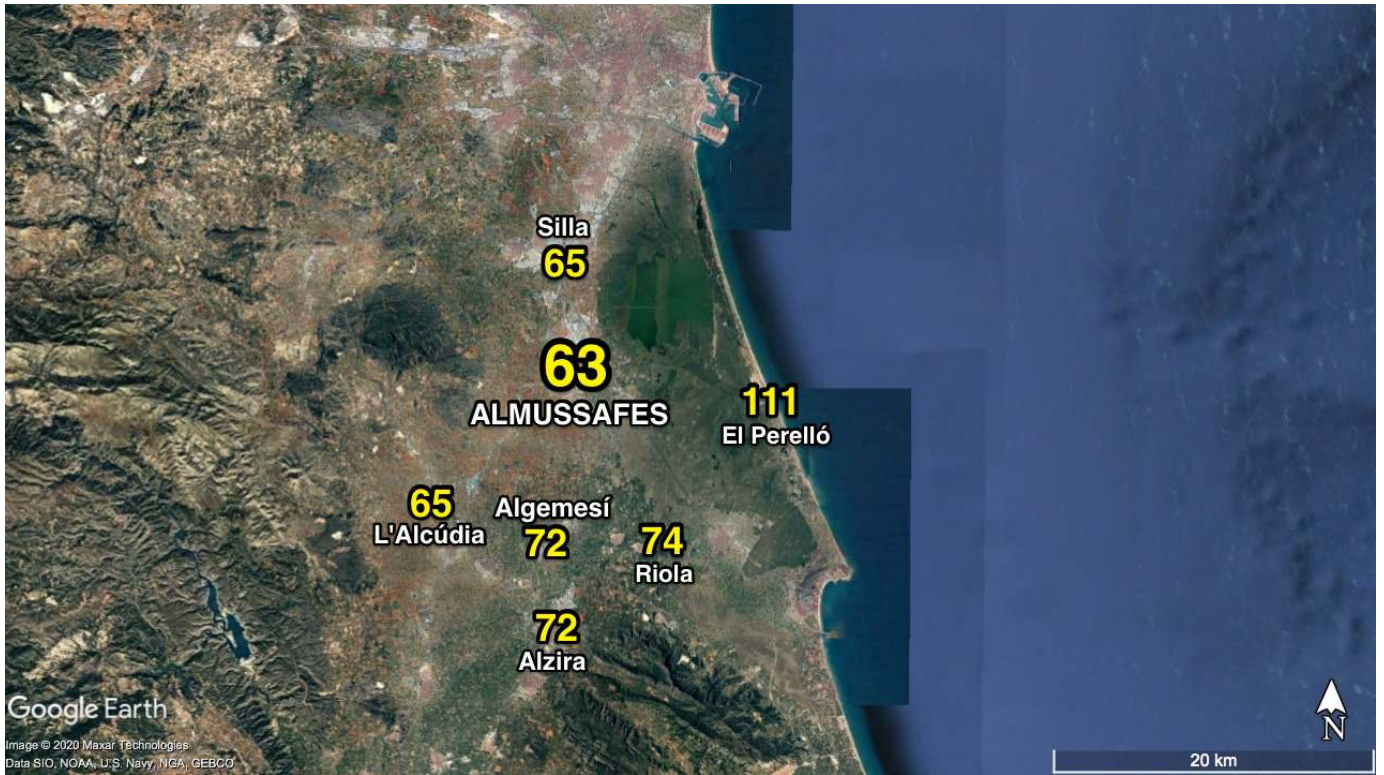 Silla
65
63
ALMUSSAFES
111
El Perelló
65
L'Alcúdia
Algemesí
72
74
Riola
72
Alzira
Google Earth
Image © 2020 Maxar Technologies
Data SIO, NOAA, U.S. Navy, NGA, GEBCO
N
20 km